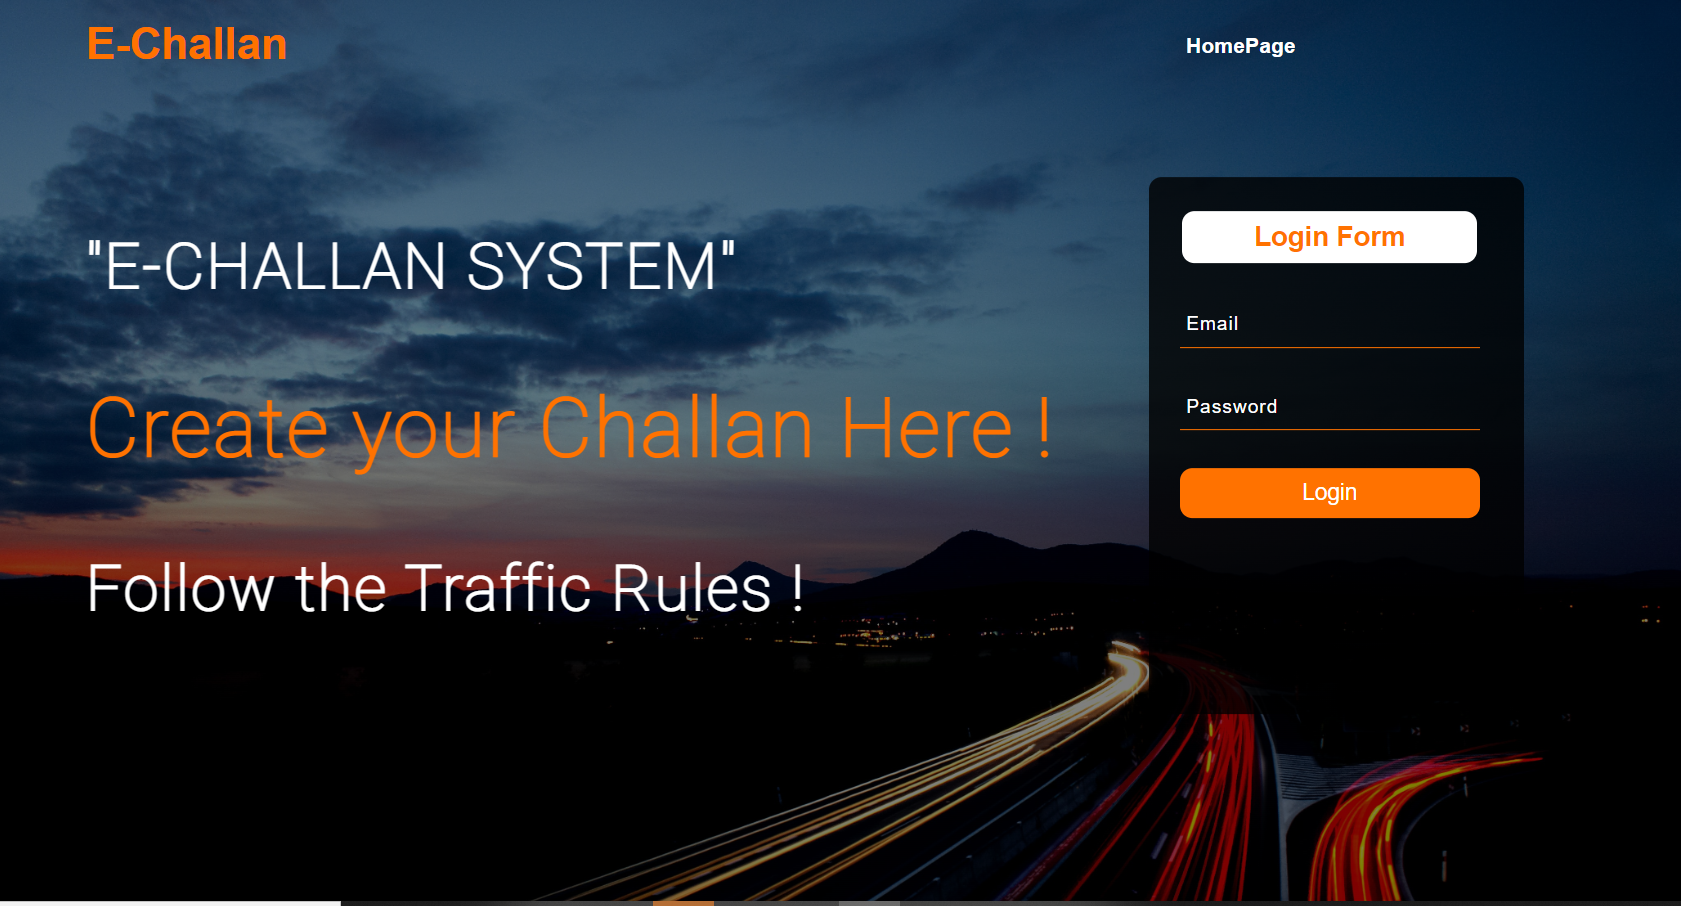 E-Challan
HomePage
"E-CHALLAN SYSTEM"
Create your Challan Here !
Follow the Traffic Rules !
Login Form
Email
Password
Login